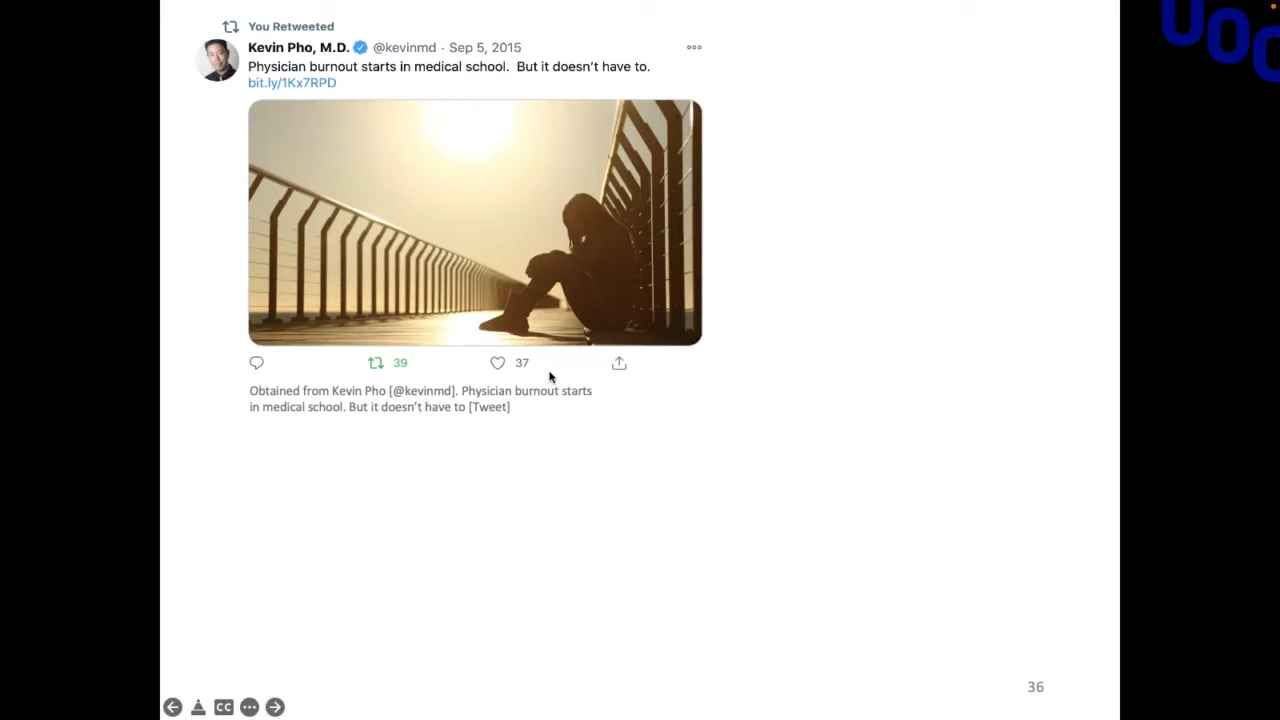 You Retweeted
Kevin Pho, M.D. @kevinmd · Sep 5, 2015
Physician burnout starts in medical school.  But it doesn't have to.
bit.ly/1Kx7RPD
39 37
Obtained from Kevin Pho [@kevinmd]. Physician burnout starts
in medical school. But it doesn't have to [Tweet]
36
CC
UOC